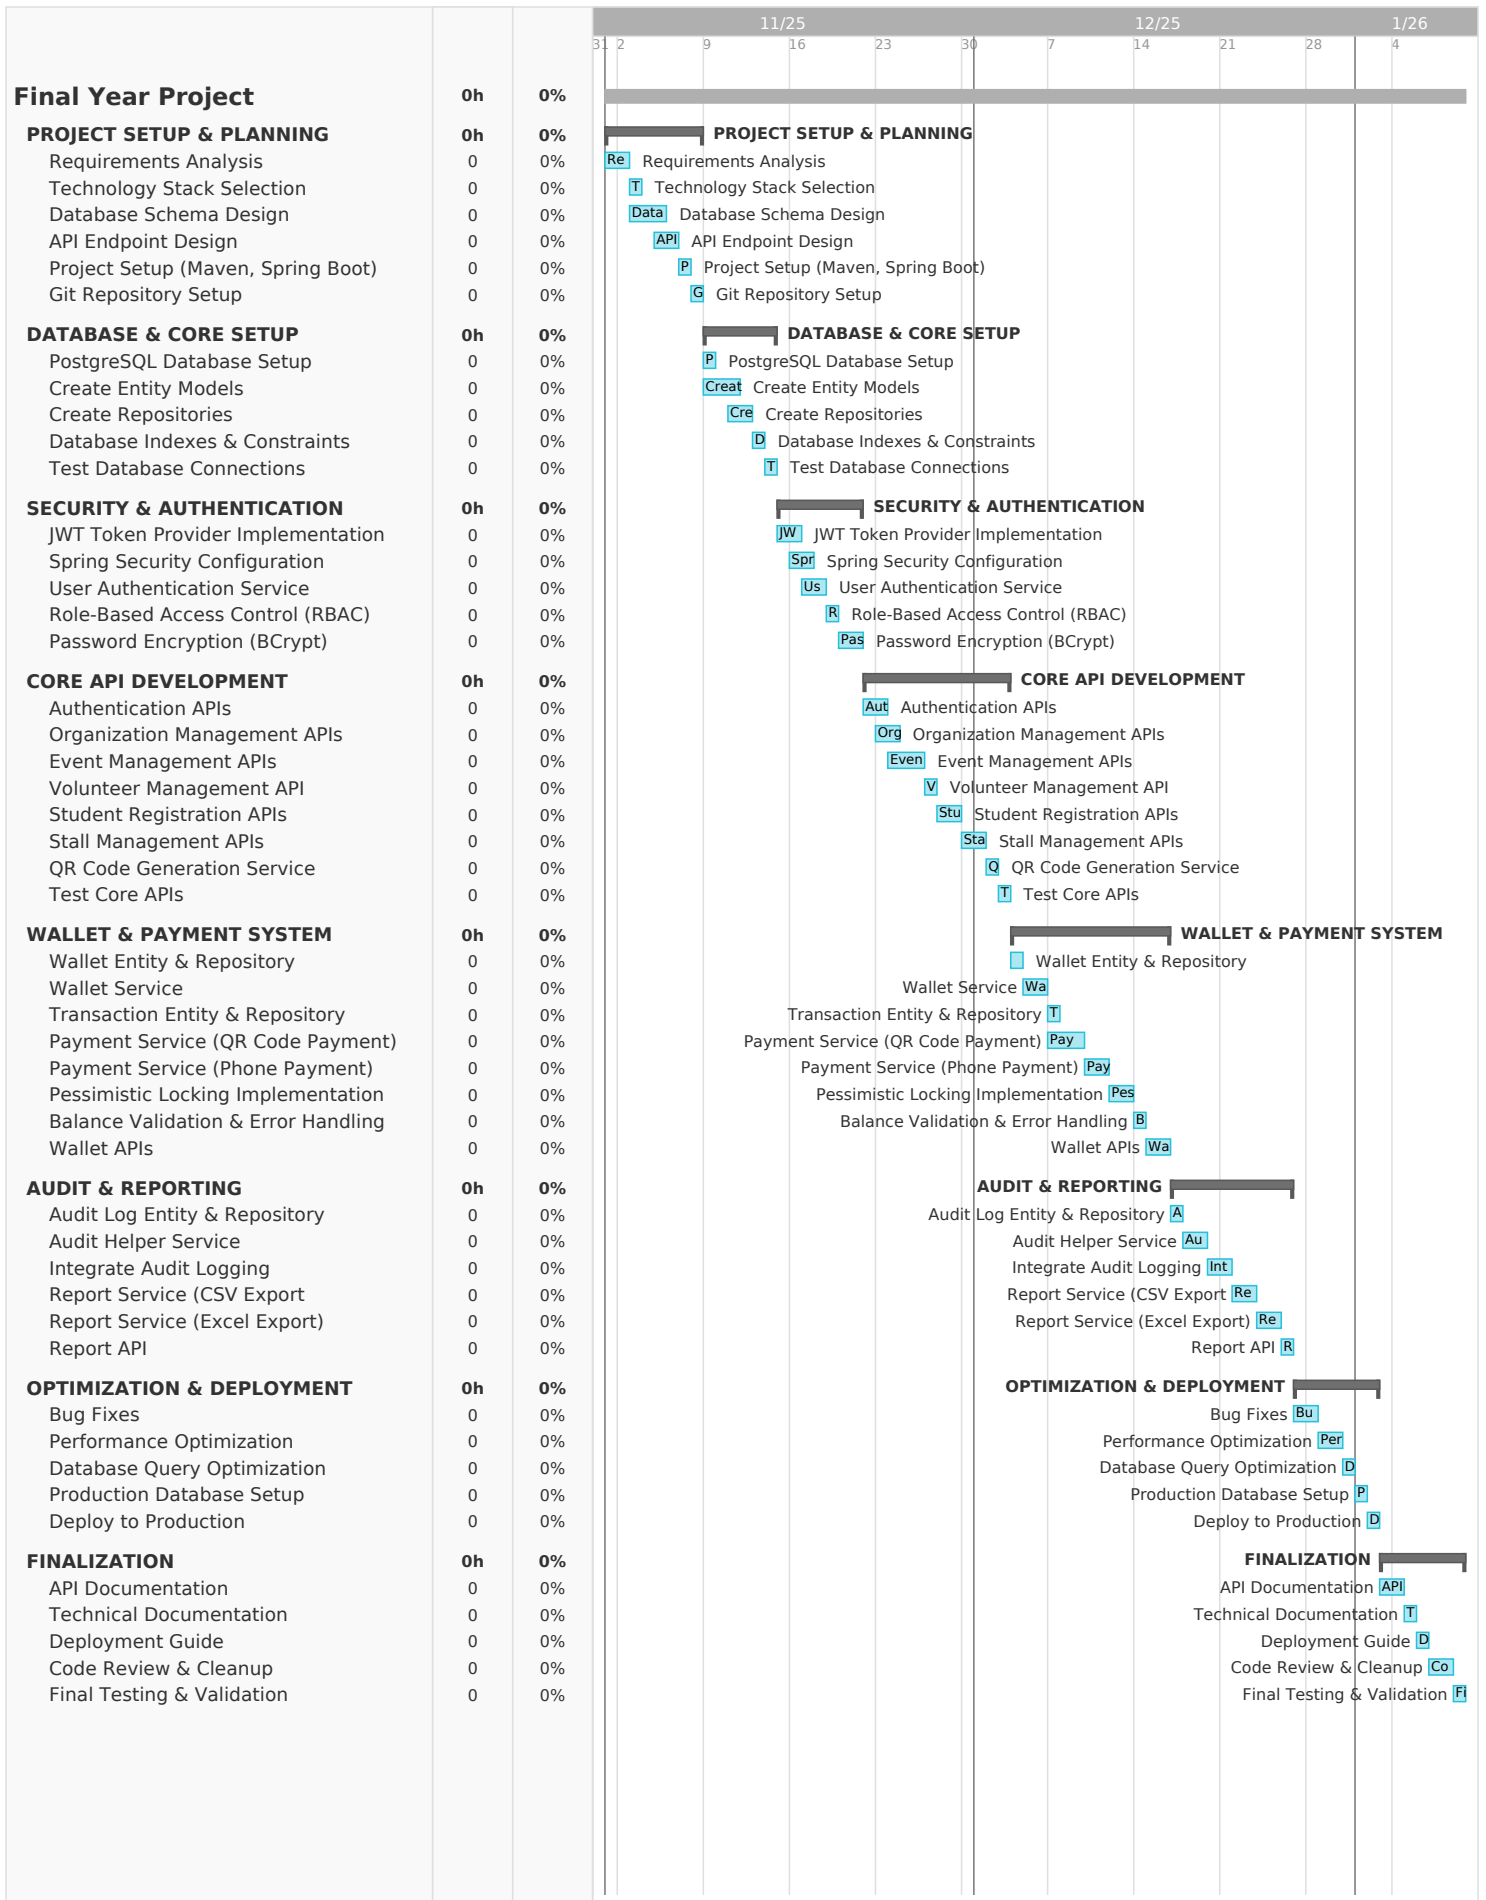 11/25 12/25 1/26
31 2 9 16 23 30 7 14 21 28 4
Final Year Project 0h 0%
PROJECT SETUP & PLANNING 0h 0% PROJECT SETUP & PLANNING
Requirements Analysis 0 0% Re Requirements Analysis
Technology Stack Selection 0 0% T Technology Stack Selection
Database Schema Design 0 0% Data Database Schema Design
API Endpoint Design 0 0% API API Endpoint Design
Project Setup (Maven, Spring Boot) 0 0% P Project Setup (Maven, Spring Boot)
Git Repository Setup 0 0% G Git Repository Setup
DATABASE & CORE SETUP 0h 0% DATABASE & CORE SETUP
PostgreSQL Database Setup 0 0% P PostgreSQL Database Setup
Create Entity Models 0 0% Creat Create Entity Models
Create Repositories 0 0% Cre Create Repositories
Database Indexes & Constraints 0 0% D Database Indexes & Constraints
Test Database Connections 0 0% T Test Database Connections
SECURITY & AUTHENTICATION 0h 0% SECURITY & AUTHENTICATION
JWT Token Provider Implementation 0 0% JW JWT Token Provider Implementation
Spring Security Configuration 0 0% Spr Spring Security Configuration
User Authentication Service 0 0% Us User Authentication Service
Role-Based Access Control (RBAC) 0 0% R Role-Based Access Control (RBAC)
Password Encryption (BCrypt) 0 0% Pas Password Encryption (BCrypt)
CORE API DEVELOPMENT 0h 0% CORE API DEVELOPMENT
Authentication APIs 0 0% Aut Authentication APIs
Organization Management APIs 0 0% Org Organization Management APIs
Event Management APIs 0 0% Even Event Management APIs
Volunteer Management API 0 0% V Volunteer Management API
Student Registration APIs 0 0% Stu Student Registration APIs
Stall Management APIs 0 0% Sta Stall Management APIs
QR Code Generation Service 0 0% Q QR Code Generation Service
Test Core APIs 0 0% T Test Core APIs
WALLET & PAYMENT SYSTEM 0h 0% WALLET & PAYMENT SYSTEM
Wallet Entity & Repository 0 0% Wallet Entity & Repository
Wallet Service 0 0% Wallet Service Wa
Transaction Entity & Repository 0 0% Transaction Entity & Repository T
Payment Service (QR Code Payment) 0 0% Payment Service (QR Code Payment) Pay
Payment Service (Phone Payment) 0 0% Payment Service (Phone Payment) Pay
Pessimistic Locking Implementation 0 0% Pessimistic Locking Implementation Pes
Balance Validation & Error Handling 0 0% Balance Validation & Error Handling B
Wallet APIs 0 0% Wallet APIs Wa
AUDIT & REPORTING 0h 0% AUDIT & REPORTING
Audit Log Entity & Repository 0 0% Audit Log Entity & Repository A
Audit Helper Service 0 0% Audit Helper Service Au
Integrate Audit Logging 0 0% Integrate Audit Logging Int
Report Service (CSV Export 0 0% Report Service (CSV Export Re
Report Service (Excel Export) 0 0% Report Service (Excel Export) Re
Report API 0 0% Report API R
OPTIMIZATION & DEPLOYMENT 0h 0% OPTIMIZATION & DEPLOYMENT
Bug Fixes 0 0% Bug Fixes Bu
Performance Optimization 0 0% Performance Optimization Per
Database Query Optimization 0 0% Database Query Optimization D
Production Database Setup 0 0% Production Database Setup P
Deploy to Production 0 0% Deploy to Production D
FINALIZATION 0h 0% FINALIZATION
API Documentation 0 0% API Documentation API
Technical Documentation 0 0% Technical Documentation T
Deployment Guide 0 0% Deployment Guide D
Code Review & Cleanup 0 0% Code Review & Cleanup Co
Final Testing & Validation 0 0% Final Testing & Validation Fi